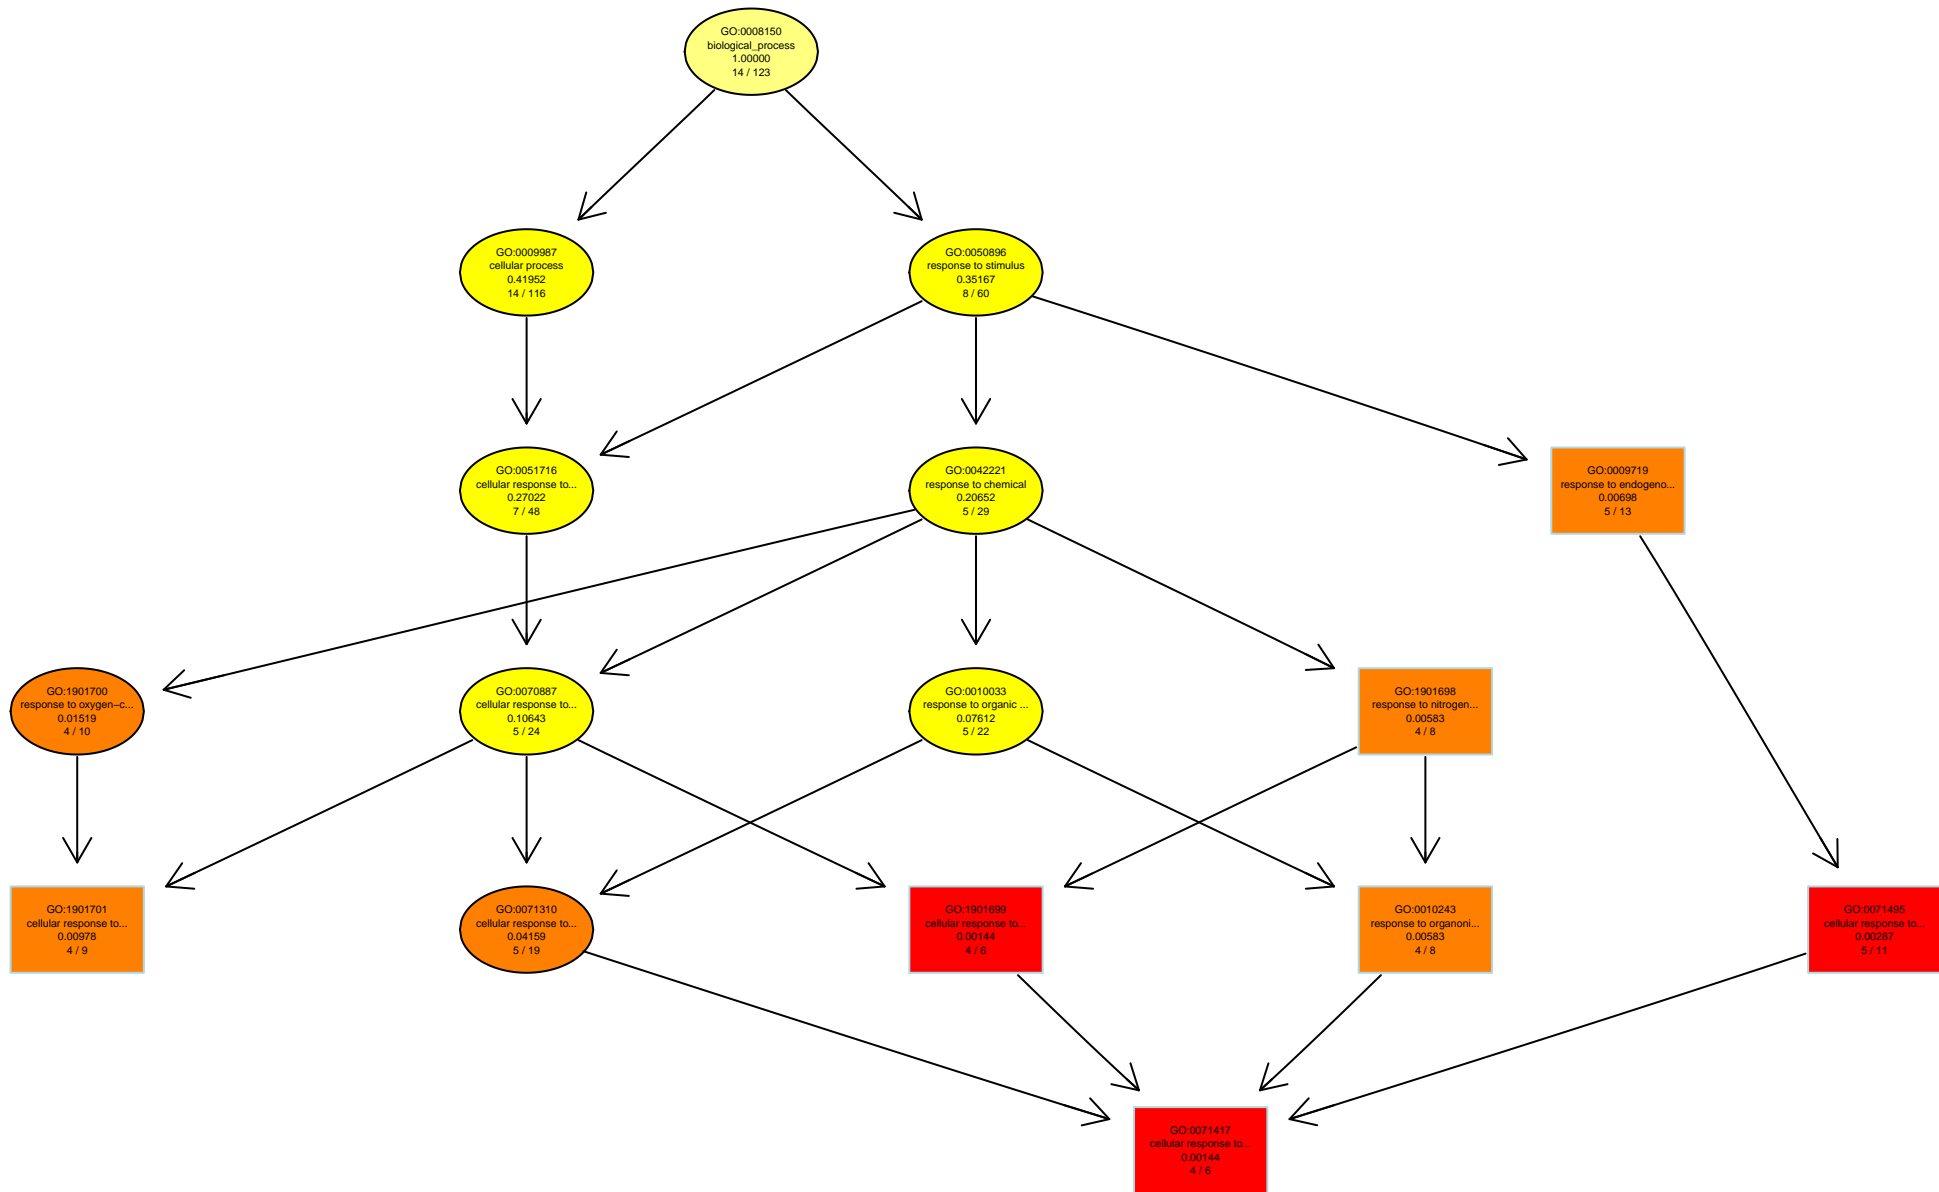 GO:0008150
biological_process
1.00000
14 / 123
GO:0009987
cellular process
0.41952
14 / 116
GO:0050896
response to stimulus
0.35167
8 / 60
GO:0051716
cellular response to...
0.27022
7 / 48
GO:0042221
response to chemical
0.20652
5 / 29
GO:0009719
response to endogeno...
0.00698
5 / 13
GO:1901700
response to oxygen−c...
0.01519
4 / 10
GO:0070887
cellular response to...
0.10643
5 / 24
GO:0010033
response to organic ...
0.07612
5 / 22
GO:1901698
response to nitrogen...
0.00583
4 / 8
GO:1901701
cellular response to...
0.00978
4 / 9
GO:0071310
cellular response to...
0.04159
5 / 19
GO:1901699
cellular response to...
0.00144
4 / 6
GO:0010243
response to organoni...
0.00583
4 / 8
GO:0071495
cellular response to...
0.00287
5 / 11
GO:0071417
cellular response to...
0.00144
4 / 6